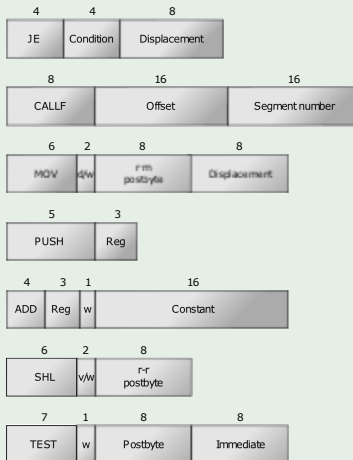 4 4 8
JE Condition Displacement
8 16 16
CALLF Offset Segment number
6 2 8 8
MOV d/w r-m postbyte Displacement
5 3
PUSH Reg
4 3 1 16
ADD Reg w Constant
6 2 8
SHL v/w r-r postbyte
7 1 8 8
TEST w Postbyte Immediate